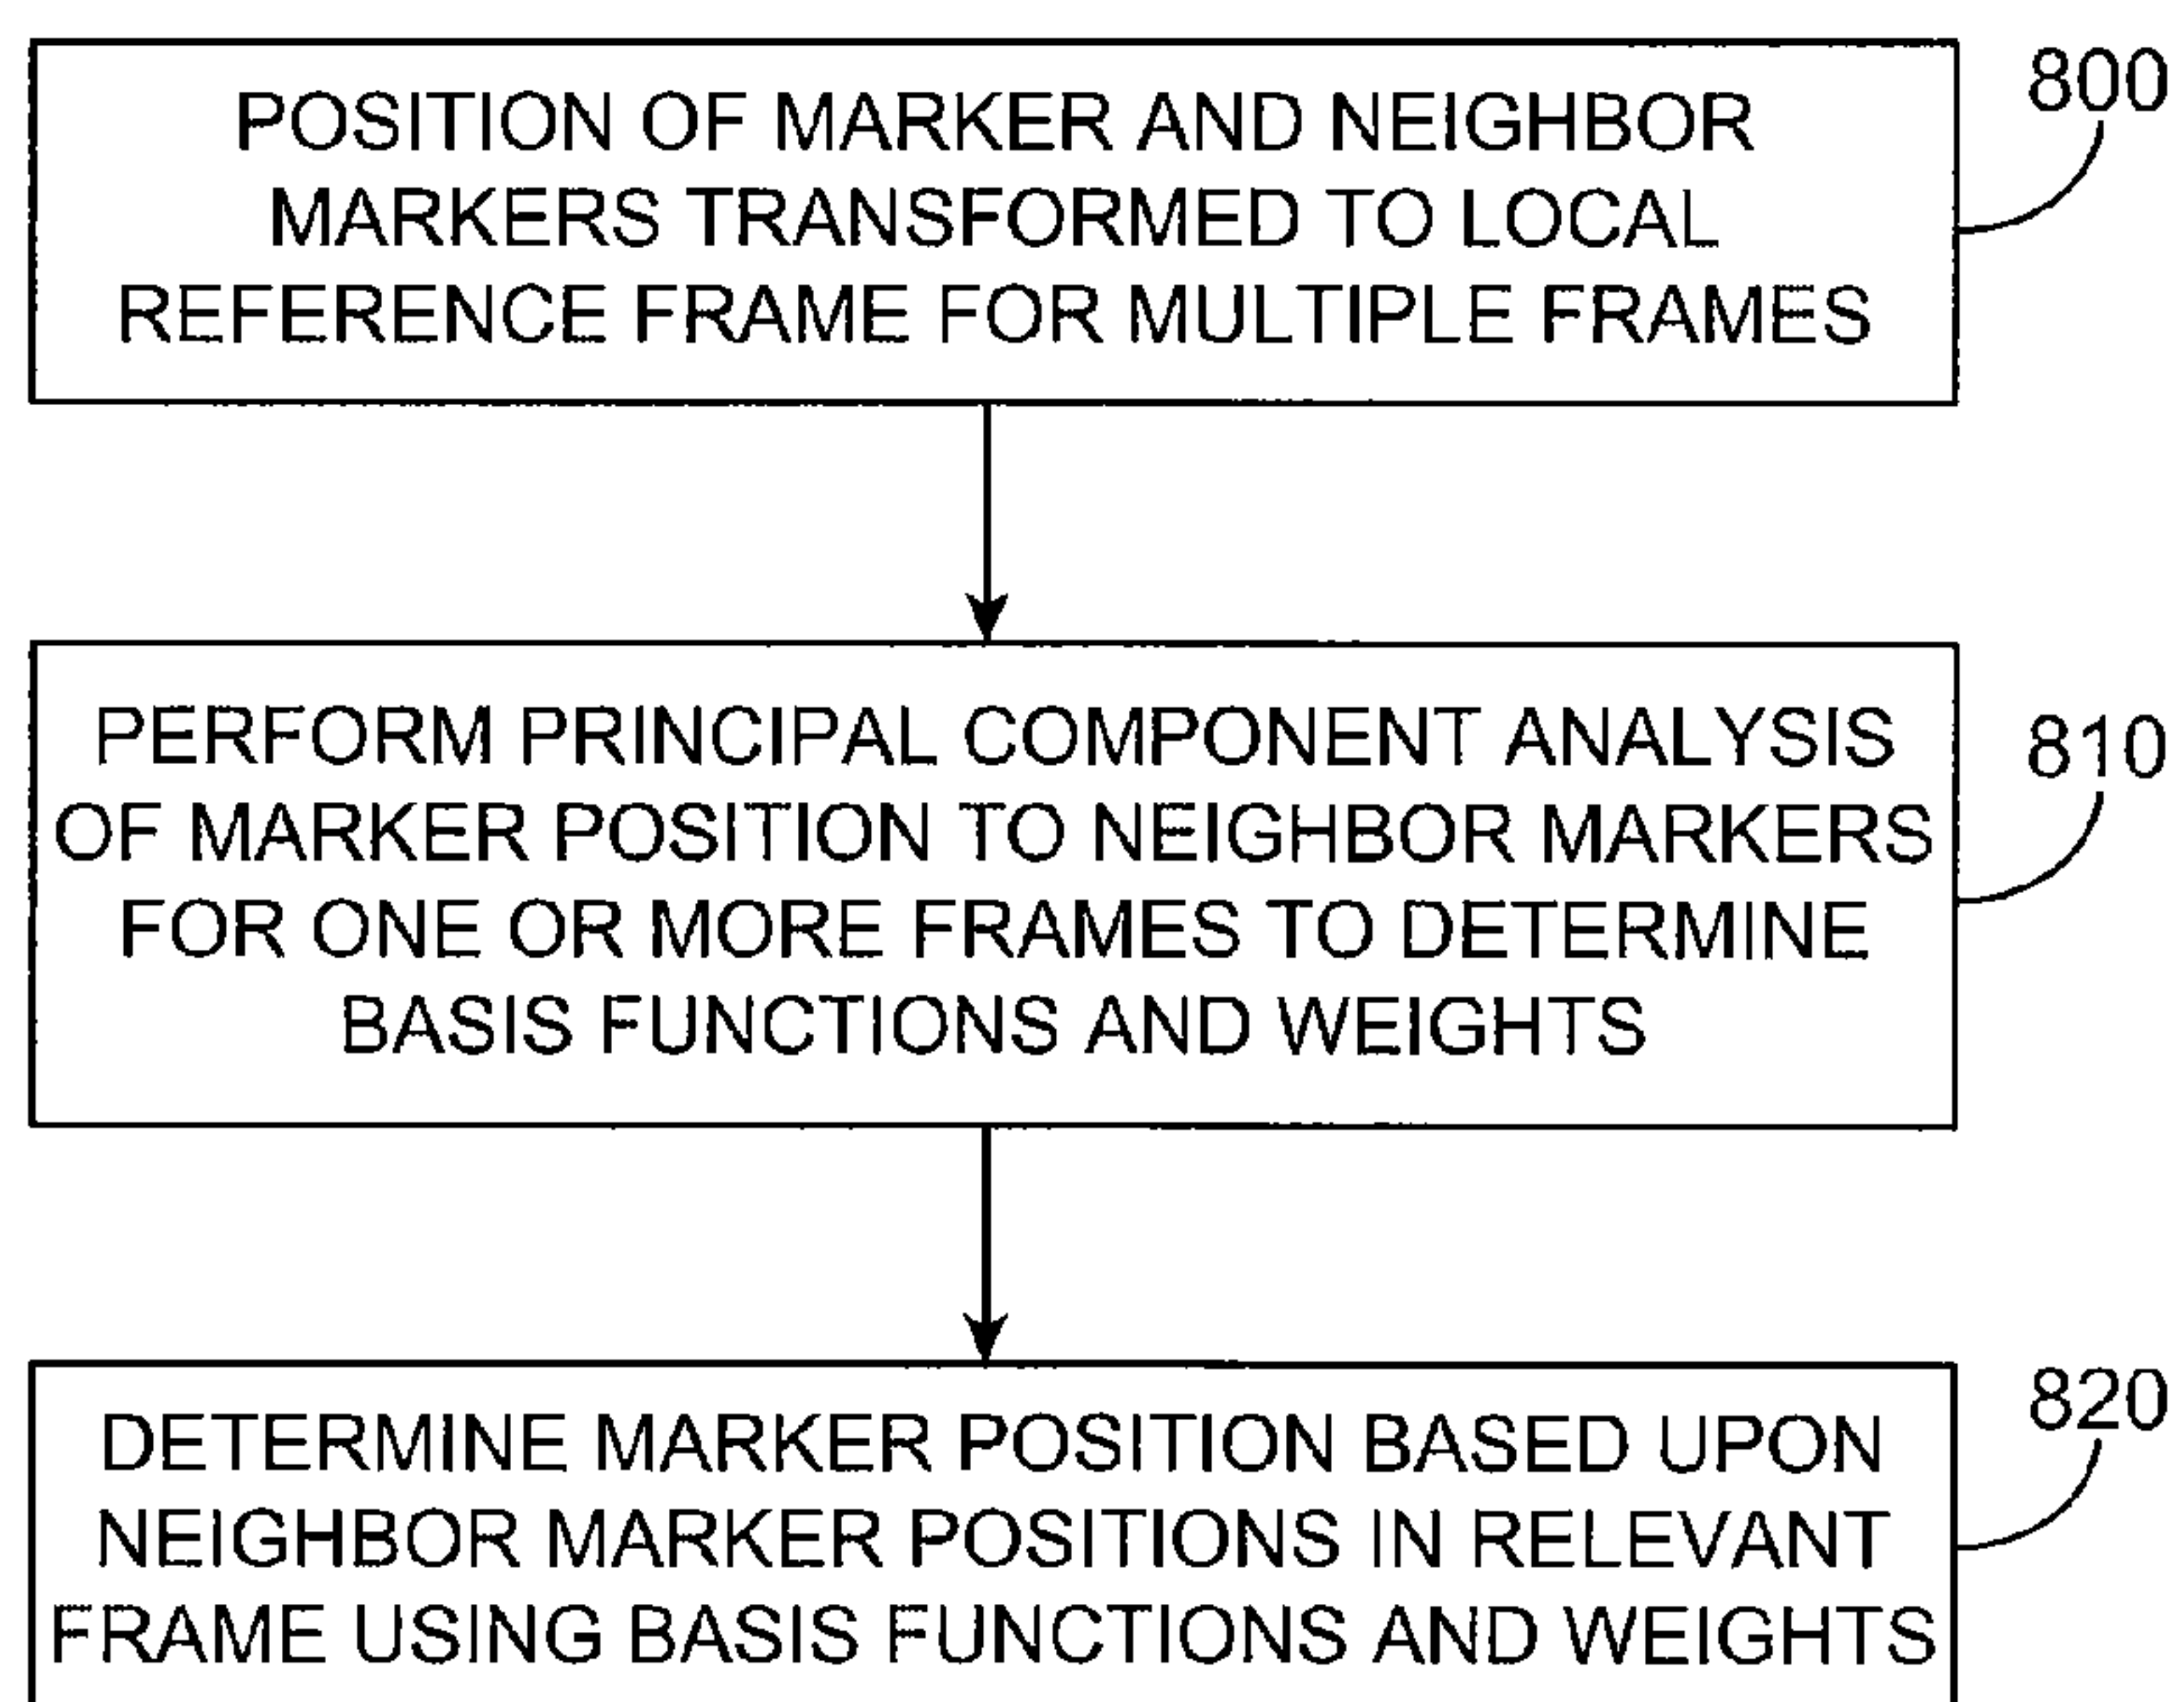 POSITION OF MARKER AND NEIGHBOR
MARKERS TRANSFORMED TO LOCAL
REFERENCE FRAME FOR MULTIPLE FRAMES
800
PERFORM PRINCIPAL COMPONENT ANALYSIS
OF MARKER POSITION TO NEIGHBOR MARKERS
FOR ONE OR MORE FRAMES TO DETERMINE
BASIS FUNCTIONS AND WEIGHTS
810
DETERMINE MARKER POSITION BASED UPON
NEIGHBOR MARKER POSITIONS IN RELEVANT
FRAME USING BASIS FUNCTIONS AND WEIGHTS
820